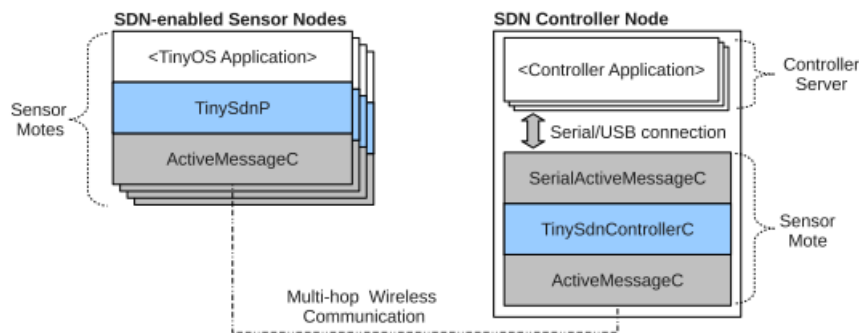 SDN-enabled Sensor Nodes
<TinyOS Application>
TinySdnP
ActiveMessageC
Sensor
Motes
SDN Controller Node
<Controller Application>
Controller
Server
Serial/USB connection
SerialActiveMessageC
TinySdnControllerC
ActiveMessageC
Sensor
Mote
Multi-hop Wireless
Communication